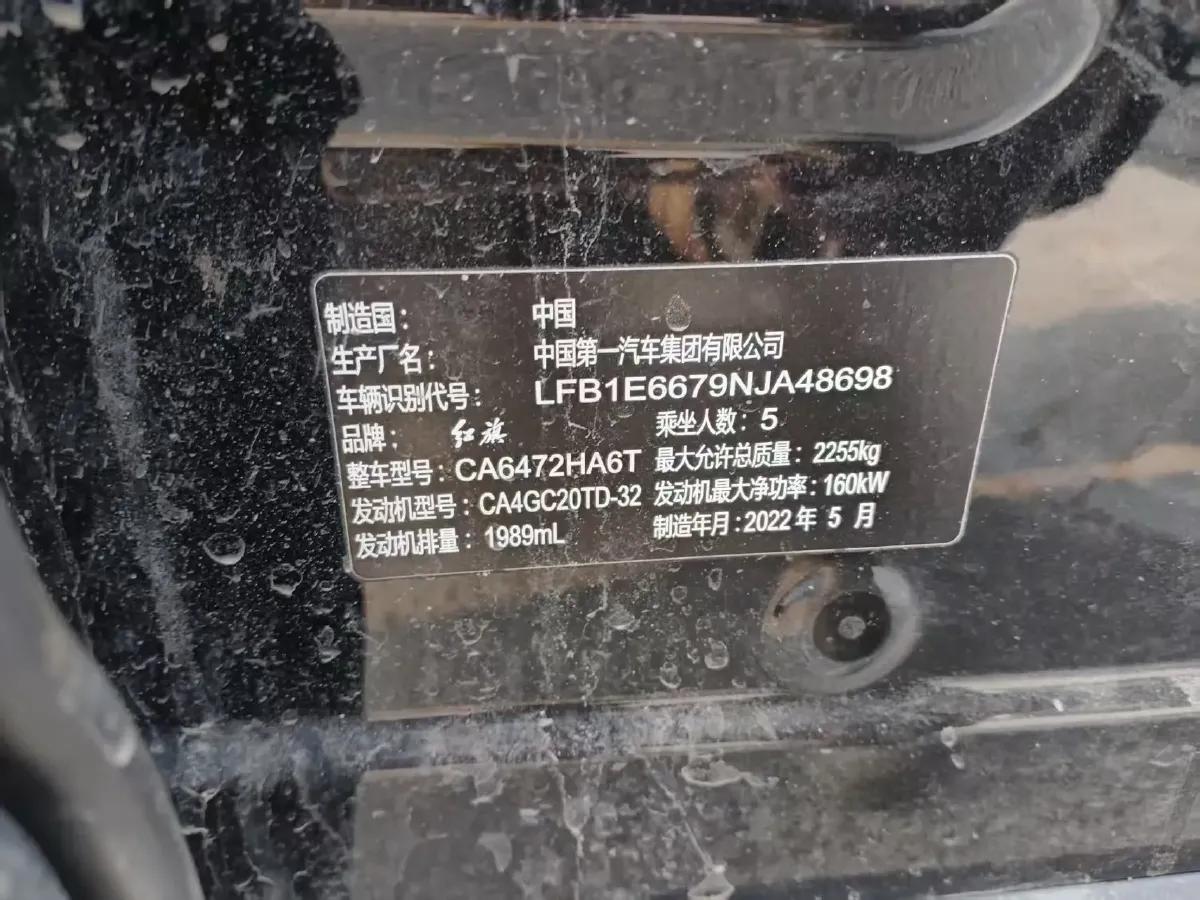 制造国： 中国
生产厂名： 中国第一汽车集团有限公司
车辆识别代号： LFB1E6679NJA48698
品牌： 红旗 乘坐人数：5
整车型号：CA6472HA6T 最大允许总质量：2255kg
发动机型号：CA4GC20TD-32 发动机最大净功率：160kW
发动机排量：1989mL 制造年月：2022年 5 月